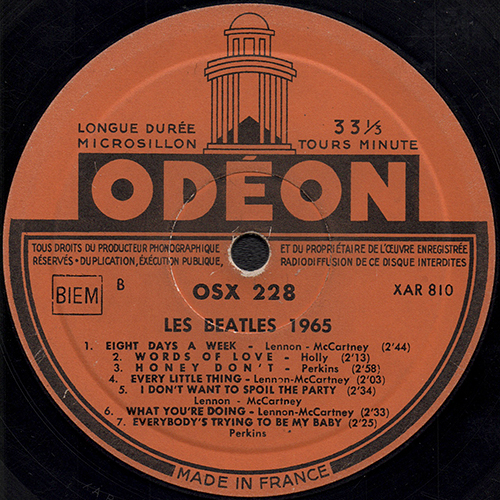 LONGUE DURÉE 33 1/3
MICROSILLON TOURS MINUTE
ODÉON
TOUS DROITS DU PRODUCTEUR PHONOGRAPHIQUE ET DU PROPRIÉTAIRE DE L'ŒUVRE ENREGISTRÉE
RÉSERVÉS • DUPLICATION, EXÉCUTION PUBLIQUE, RADIODIFFUSION DE CE DISQUE INTERDITES
BIEM B OSX 228 XAR 810
LES BEATLES 1965
1. EIGHT DAYS A WEEK - Lennon - McCartney (2'44)
2. WORDS OF LOVE - Holly (2'13)
3. HONEY DON'T - Perkins (2'58)
4. EVERY LITTLE THING - Lennon-McCartney (2'03)
5. I DON'T WANT TO SPOIL THE PARTY (2'34)
Lennon - McCartney
6. WHAT YOU'RE DOING - Lennon-McCartney (2'33)
7. EVERYBODY'S TRYING TO BE MY BABY (2'25)
Perkins
MADE IN FRANCE